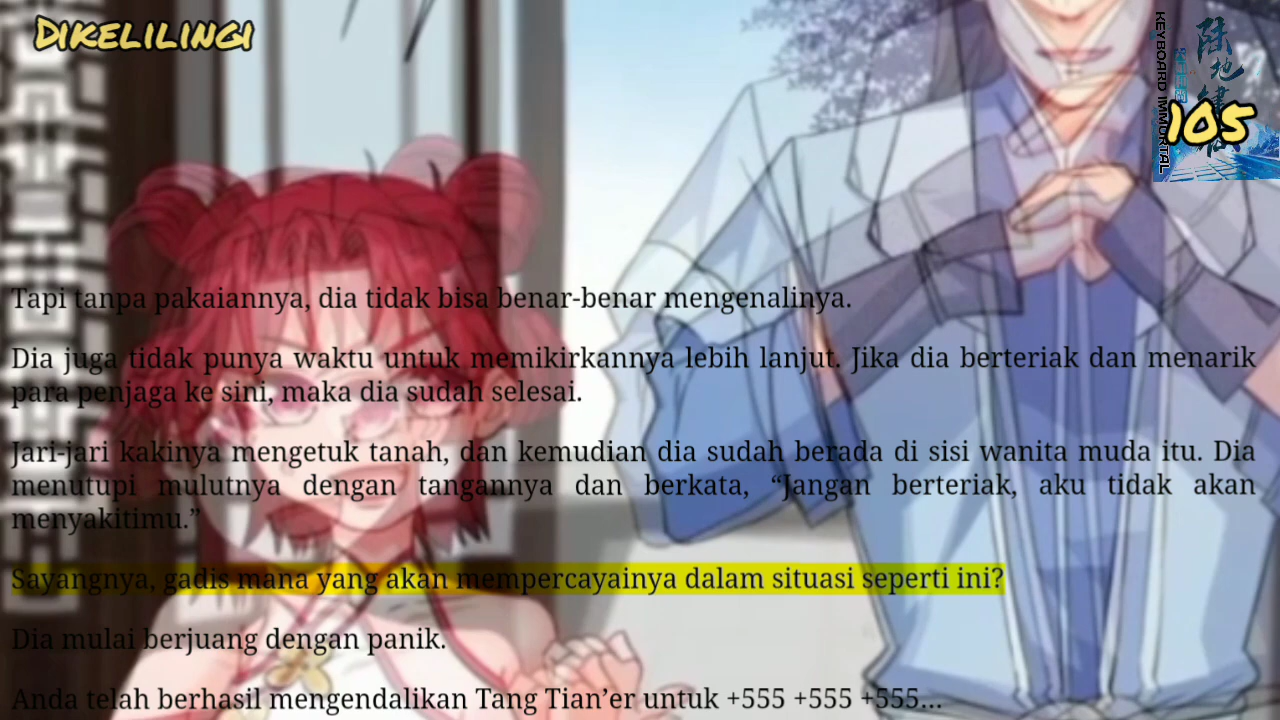 Dikelilingi
KEYBOARD IMMORTAL
陆地键仙
105
Tapi tanpa pakaiannya, dia tidak bisa benar-benar mengenalinya.
Dia juga tidak punya waktu untuk memikirkannya lebih lanjut. Jika dia berteriak dan menarik
para penjaga ke sini, maka dia sudah selesai.
Jari-jari kakinya mengetuk tanah, dan kemudian dia sudah berada di sisi wanita muda itu. Dia
menutupi mulutnya dengan tangannya dan berkata, “Jangan berteriak, aku tidak akan
menyakitimu.”
Sayangnya, gadis mana yang akan mempercayainya dalam situasi seperti ini?
Dia mulai berjuang dengan panik.
Anda telah berhasil mengendalikan Tang Tian’er untuk +555 +555 +555…